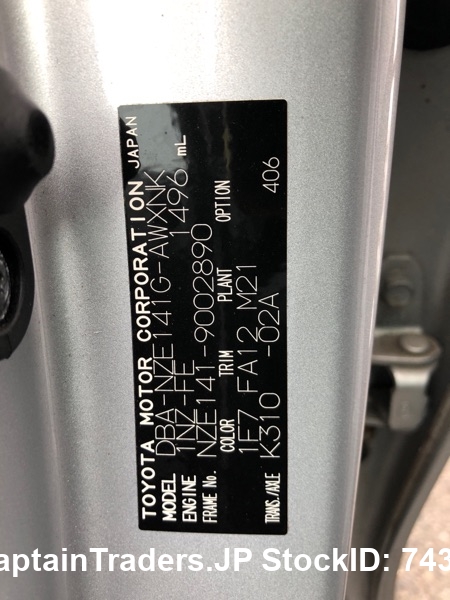 TOYOTA MOTOR CORPORATION JAPAN
MODEL DBA-NZE141G-AWXNK
ENGINE 1NZ-FE 1496 mL
FRAME No. NZE141-9002890
COLOR TRIM PLANT OPTION
1F7 FA12 M21 406
TRANS./AXLE K310 -02A
aptainTraders.JP StockID: 743